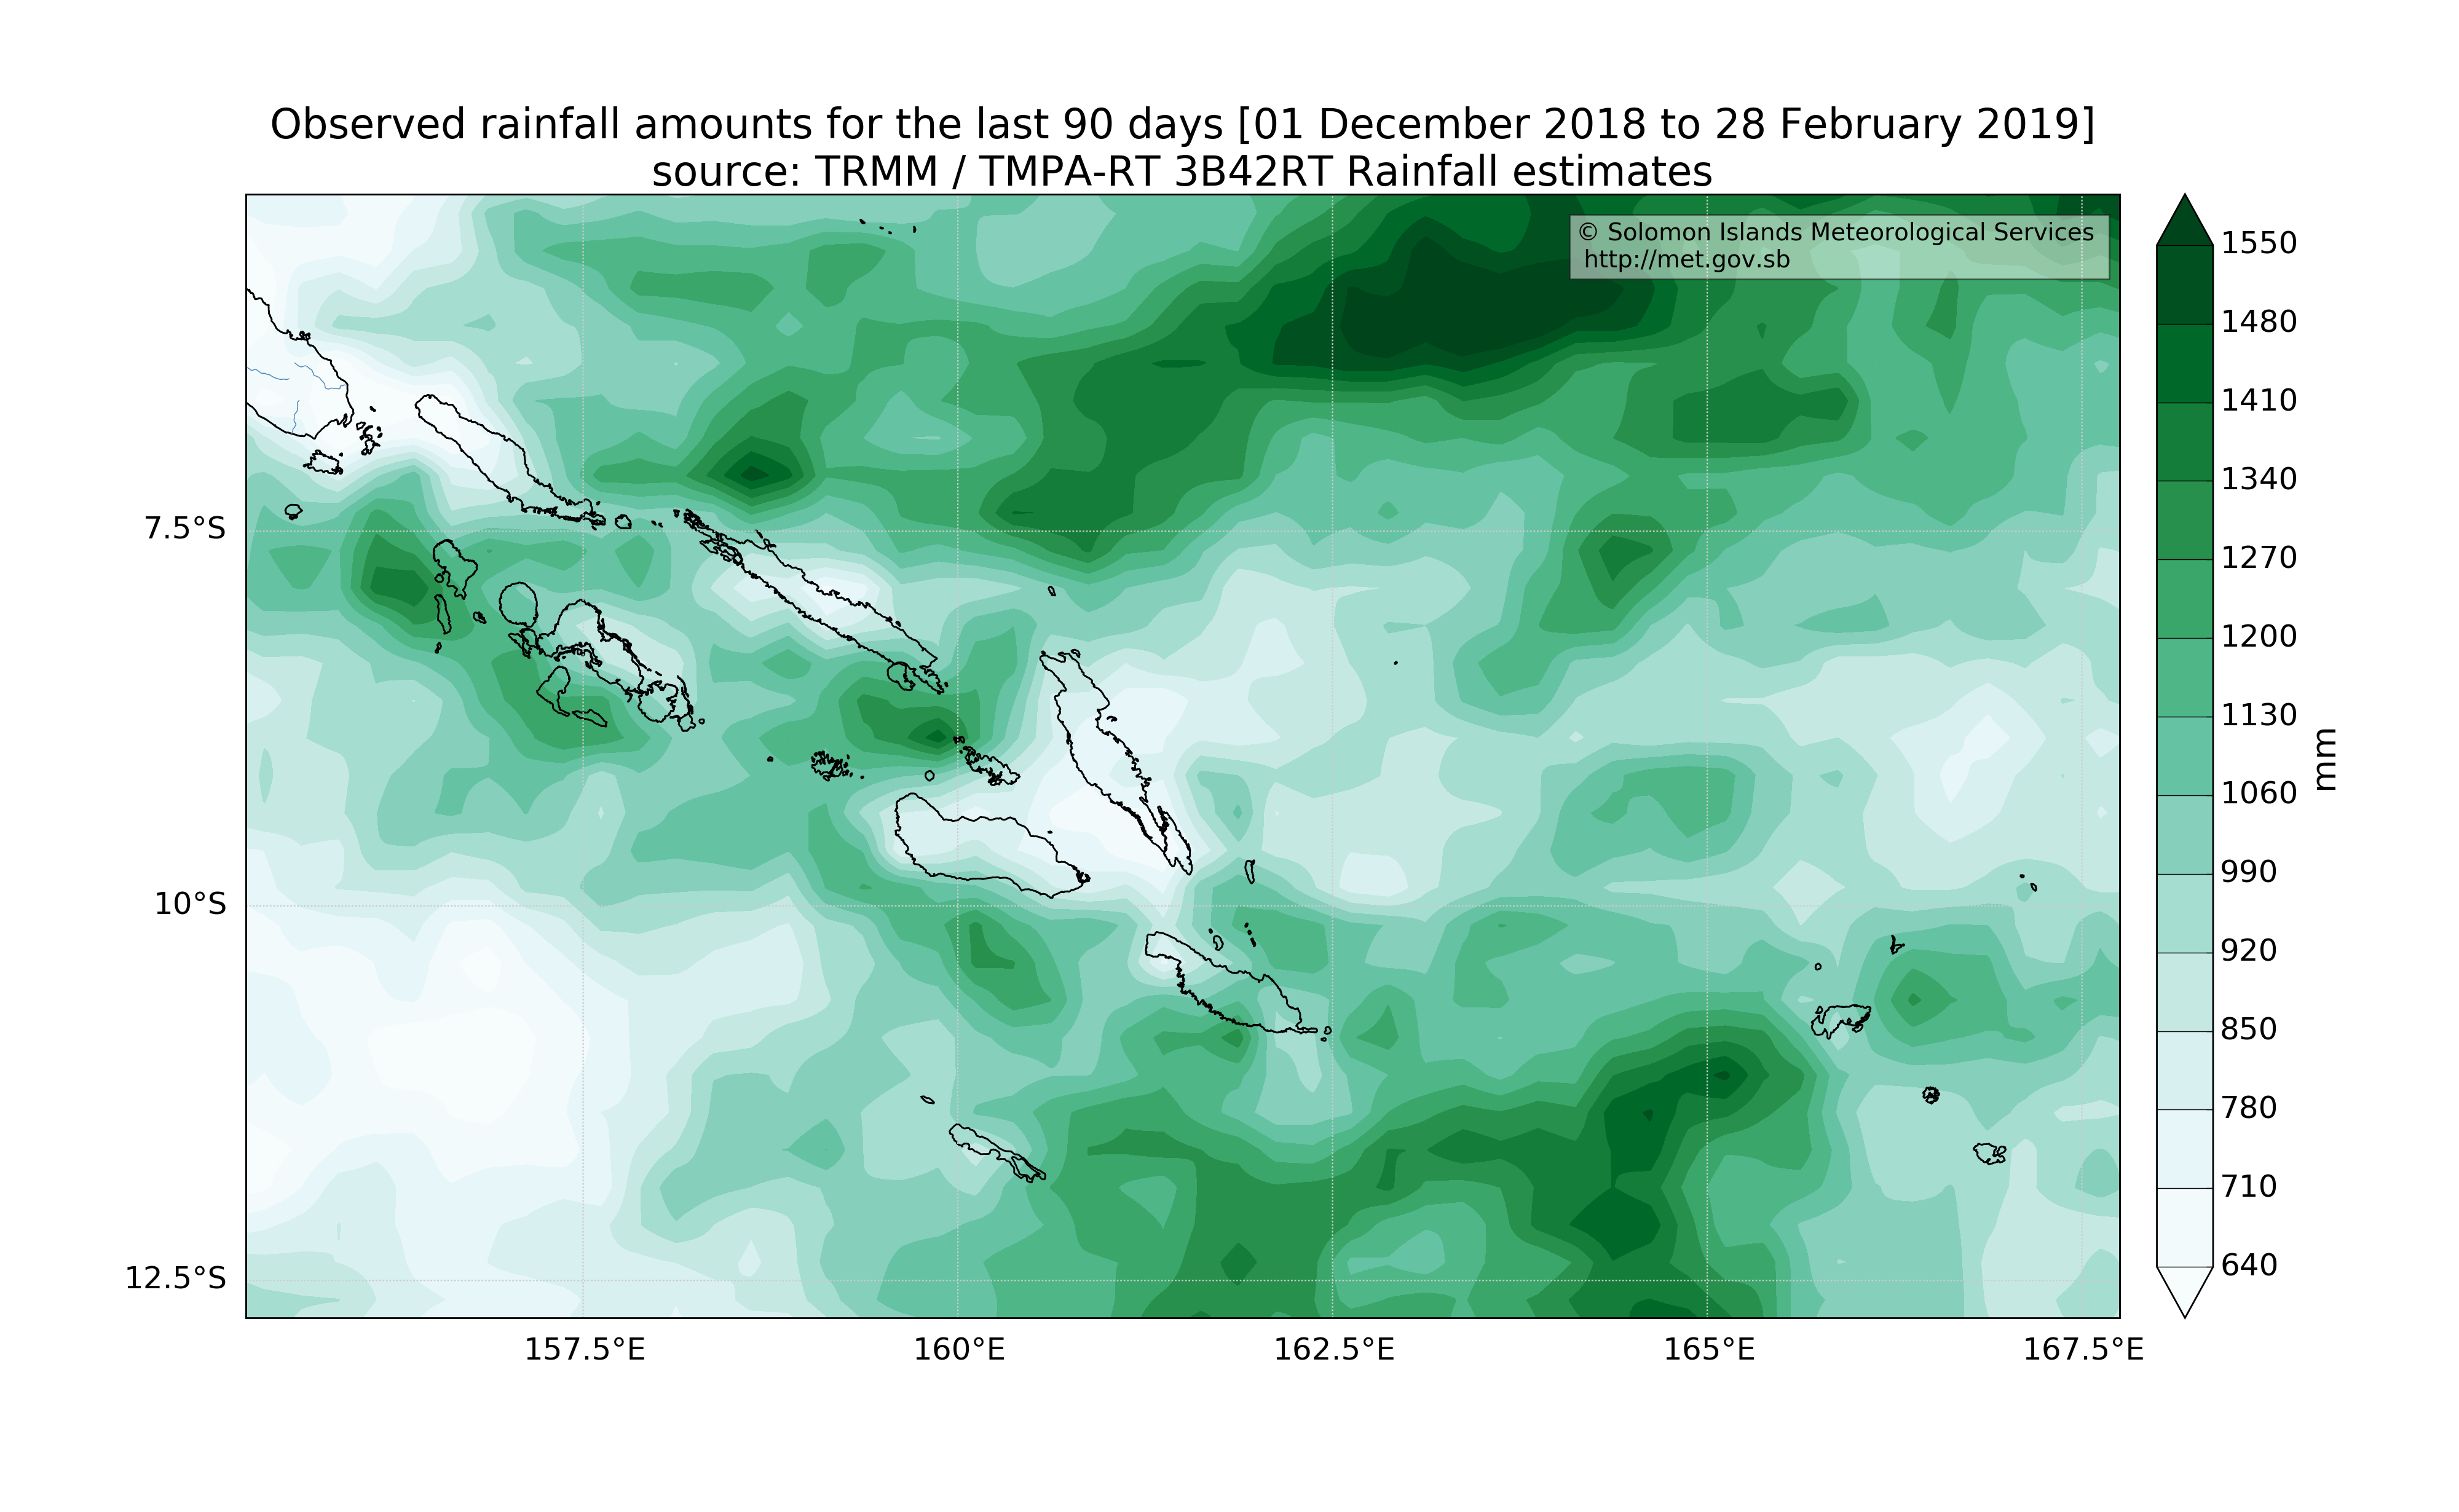 Observed rainfall amounts for the last 90 days [01 December 2018 to 28 February 2019]
source: TRMM / TMPA-RT 3B42RT Rainfall estimates
© Solomon Islands Meteorological Services
http://met.gov.sb
7.5°S
10°S
12.5°S
157.5°E
160°E
162.5°E
165°E
167.5°E
1550
1480
1410
1340
1270
1200
1130
1060
990
920
850
780
710
640
mm